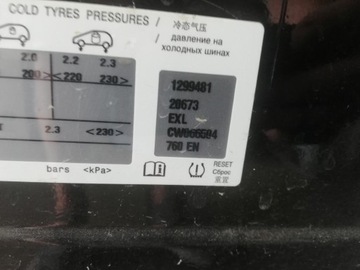 COLD TYRES PRESSURES / 冷态气压
давление на
холодных шинах
2.0 2.2 2.3
200> <220 230>
2.3 <230>
bars <kPa>
1299481
20673
EXL
CW066594
760 EN
RESET
Сброс